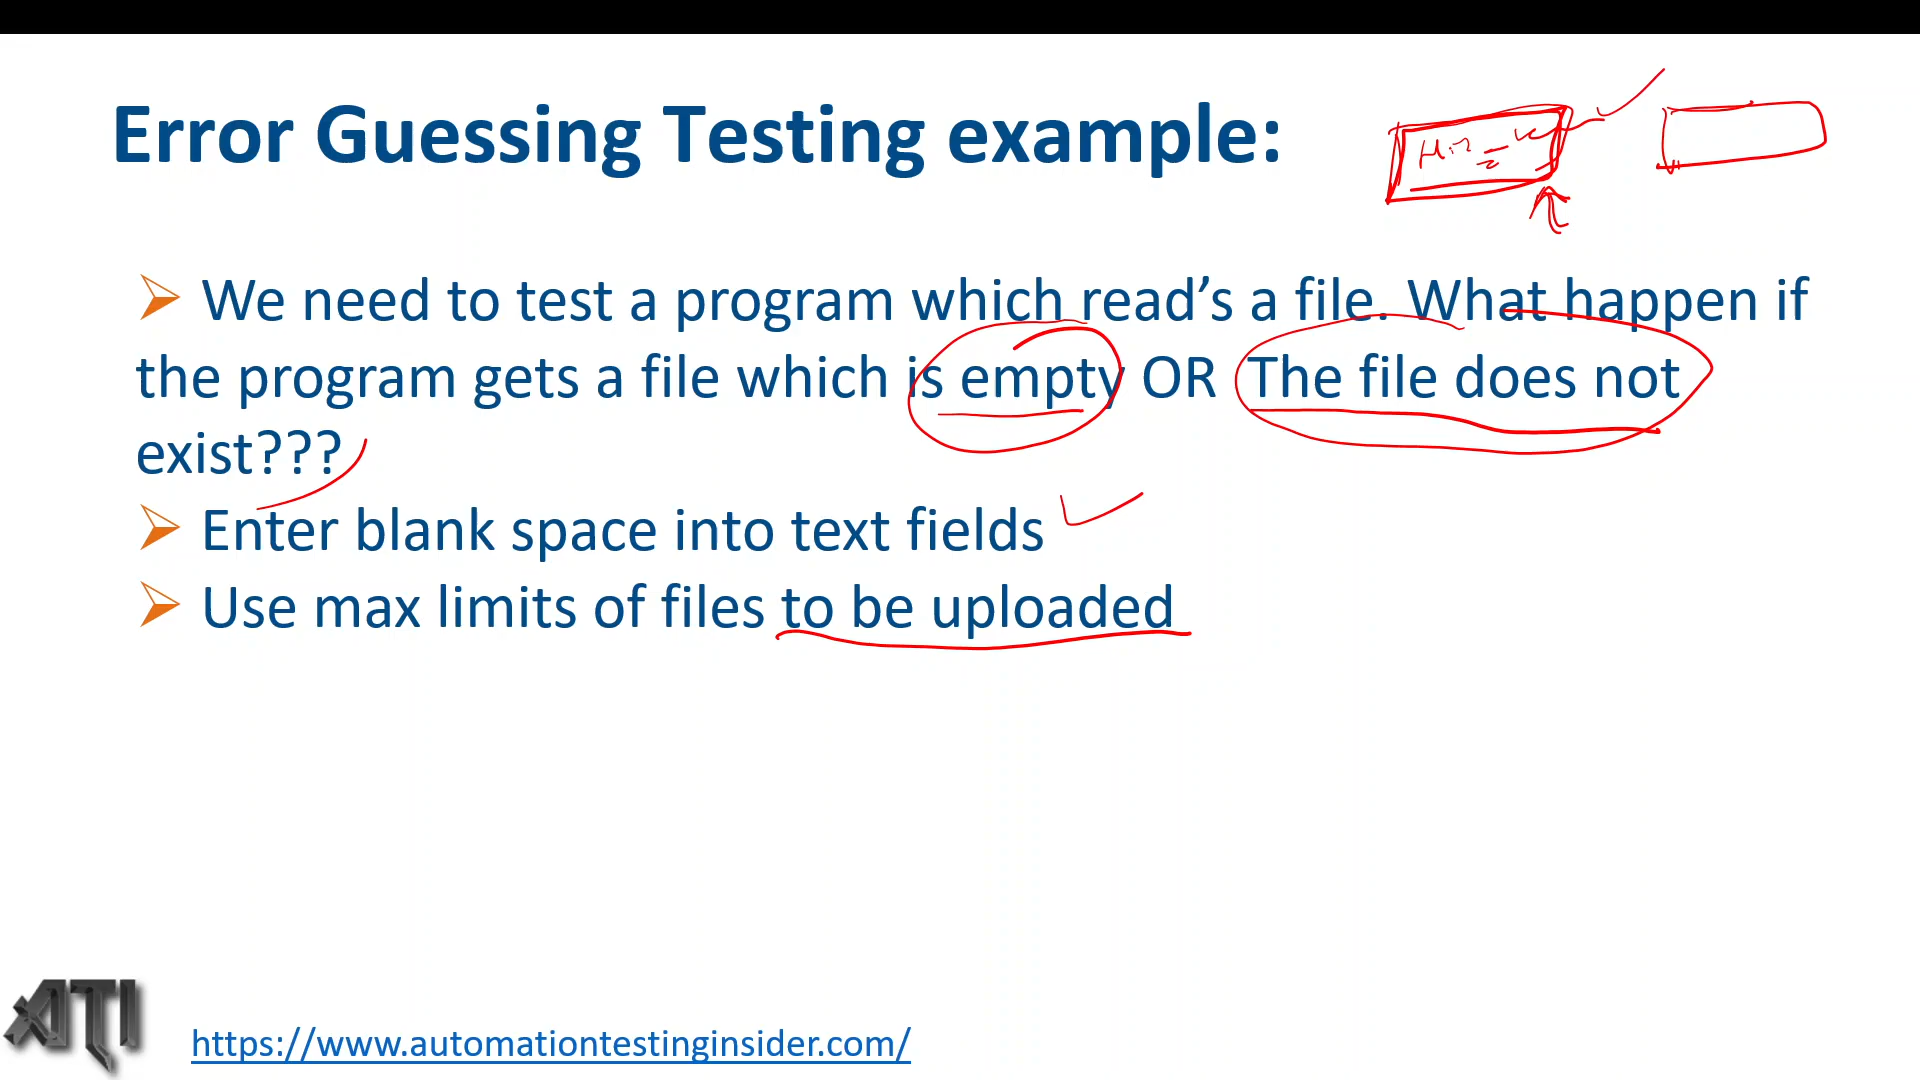 Error Guessing Testing example:
We need to test a program which read’s a file. What happen if
the program gets a file which is empty OR The file does not
exist???
Enter blank space into text fields
Use max limits of files to be uploaded
ATI
https://www.automationtestinginsider.com/